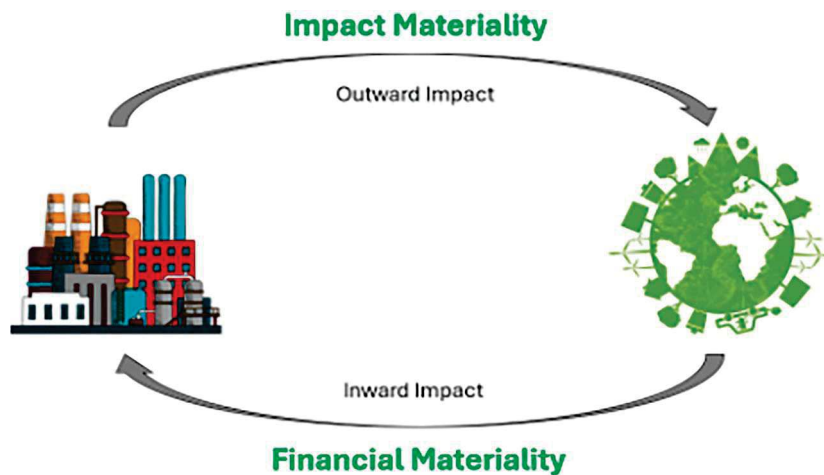 Impact Materiality
Outward Impact
Inward Impact
Financial Materiality